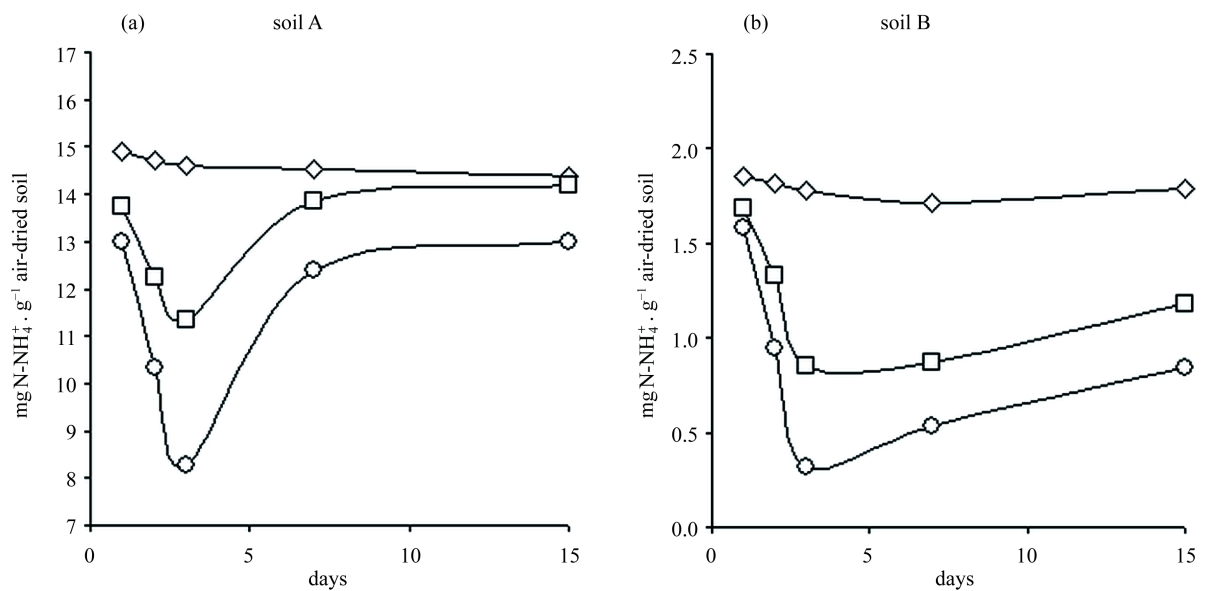 (a) soil A
17
16
15
14
13
12
11
10
9
8
7
mg N-NH₄⁺ . g⁻¹ air-dried soil
0 5 10 15
days
(b) soil B
2.5
2.0
1.5
1.0
0.5
0.0
mg N-NH₄⁺ . g⁻¹ air-dried soil
0 5 10 15
days